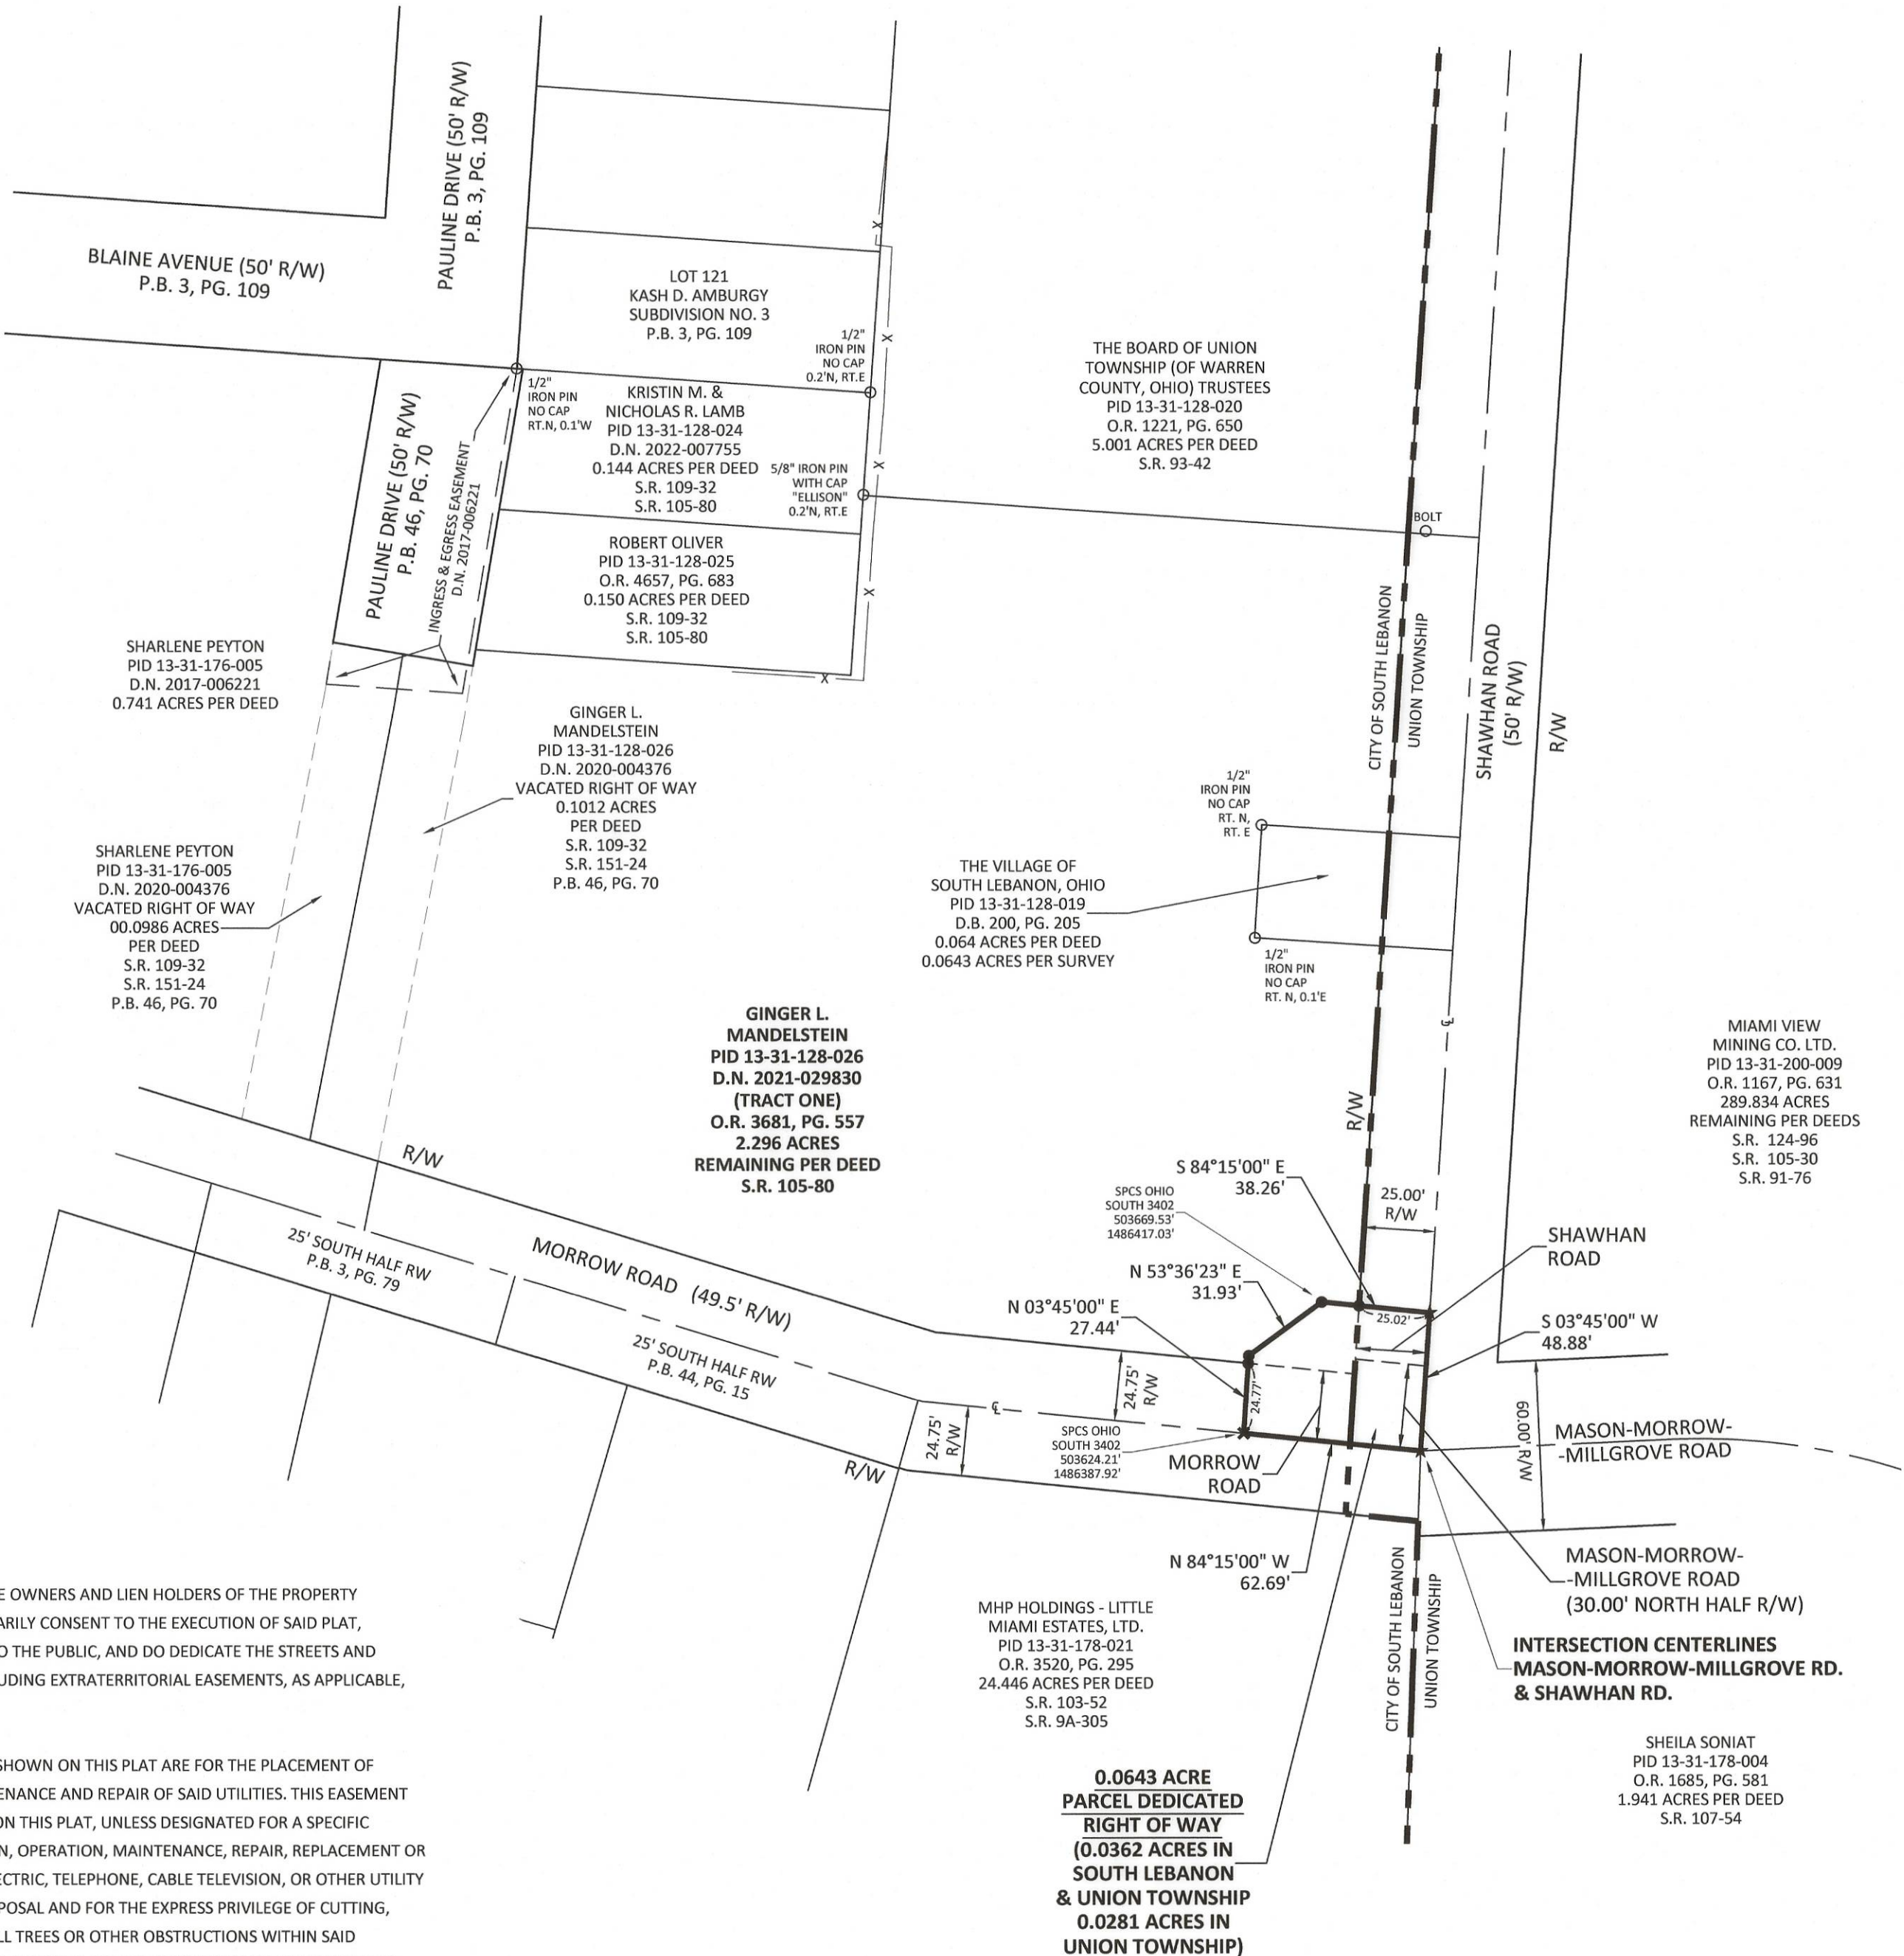 PAULINE DRIVE (50' R/W)
P.B. 3, PG. 109
BLAINE AVENUE (50' R/W)
P.B. 3, PG. 109
LOT 121
KASH D. AMBURGY
SUBDIVISION NO. 3
P.B. 3, PG. 109
1/2"
IRON PIN
NO CAP
0.2'N, RT.E
X
X
X
X
X
1/2"
IRON PIN
NO CAP
RT.N, 0.1'W
KRISTIN M. &
NICHOLAS R. LAMB
PID 13-31-128-024
D.N. 2022-007755
0.144 ACRES PER DEED
S.R. 109-32
S.R. 105-80
5/8" IRON PIN
WITH CAP
"ELLISON"
0.2'N, RT.E
THE BOARD OF UNION
TOWNSHIP (OF WARREN
COUNTY, OHIO) TRUSTEES
PID 13-31-128-020
O.R. 1221, PG. 650
5.001 ACRES PER DEED
S.R. 93-42
BOLT
PAULINE DRIVE (50' R/W)
P.B. 46, PG. 70
INGRESS & EGRESS EASEMENT
D.N. 2017-006221
ROBERT OLIVER
PID 13-31-128-025
O.R. 4657, PG. 683
0.150 ACRES PER DEED
S.R. 109-32
S.R. 105-80
CITY OF SOUTH LEBANON
UNION TOWNSHIP
SHAWHAN ROAD
(50' R/W)
R/W
SHARLENE PEYTON
PID 13-31-176-005
D.N. 2017-006221
0.741 ACRES PER DEED
GINGER L.
MANDELSTEIN
PID 13-31-128-026
D.N. 2020-004376
VACATED RIGHT OF WAY
0.1012 ACRES
PER DEED
S.R. 109-32
S.R. 151-24
P.B. 46, PG. 70
SHARLENE PEYTON
PID 13-31-176-005
D.N. 2020-004376
VACATED RIGHT OF WAY
00.0986 ACRES
PER DEED
S.R. 109-32
S.R. 151-24
P.B. 46, PG. 70
1/2"
IRON PIN
NO CAP
RT. N,
RT. E
THE VILLAGE OF
SOUTH LEBANON, OHIO
PID 13-31-128-019
D.B. 200, PG. 205
0.064 ACRES PER DEED
0.0643 ACRES PER SURVEY
1/2"
IRON PIN
NO CAP
RT. N, 0.1'E
℄
GINGER L.
MANDELSTEIN
PID 13-31-128-026
D.N. 2021-029830
(TRACT ONE)
O.R. 3681, PG. 557
2.296 ACRES
REMAINING PER DEED
S.R. 105-80
MIAMI VIEW
MINING CO. LTD.
PID 13-31-200-009
O.R. 1167, PG. 631
289.834 ACRES
REMAINING PER DEEDS
S.R. 124-96
S.R. 105-30
S.R. 91-76
R/W
R/W
S 84°15'00" E
38.26'
25.00'
R/W
SPCS OHIO
SOUTH 3402
503669.53'
1486417.03'
SHAWHAN
ROAD
N 53°36'23" E
31.93'
N 03°45'00" E
27.44'
25.02'
S 03°45'00" W
48.88'
25' SOUTH HALF RW
P.B. 3, PG. 79
MORROW ROAD (49.5' R/W)
25' SOUTH HALF RW
P.B. 44, PG. 15
24.75'
R/W
24.77'
24.75'
R/W
℄
R/W
SPCS OHIO
SOUTH 3402
503624.21'
1486387.92'
MORROW
ROAD
60.00' R/W
MASON-MORROW-
-MILLGROVE ROAD
N 84°15'00" W
62.69'
MASON-MORROW-
-MILLGROVE ROAD
(30.00' NORTH HALF R/W)
INTERSECTION CENTERLINES
MASON-MORROW-MILLGROVE RD.
& SHAWHAN RD.
CITY OF SOUTH LEBANON
UNION TOWNSHIP
MHP HOLDINGS - LITTLE
MIAMI ESTATES, LTD.
PID 13-31-178-021
O.R. 3520, PG. 295
24.446 ACRES PER DEED
S.R. 103-52
S.R. 9A-305
SHEILA SONIAT
PID 13-31-178-004
O.R. 1685, PG. 581
1.941 ACRES PER DEED
S.R. 107-54
0.0643 ACRE
PARCEL DEDICATED
RIGHT OF WAY
(0.0362 ACRES IN
SOUTH LEBANON
& UNION TOWNSHIP
0.0281 ACRES IN
UNION TOWNSHIP)
E OWNERS AND LIEN HOLDERS OF THE PROPERTY
ARILY CONSENT TO THE EXECUTION OF SAID PLAT,
O THE PUBLIC, AND DO DEDICATE THE STREETS AND
UDING EXTRATERRITORIAL EASEMENTS, AS APPLICABLE,
SHOWN ON THIS PLAT ARE FOR THE PLACEMENT OF
ENANCE AND REPAIR OF SAID UTILITIES. THIS EASEMENT
ON THIS PLAT, UNLESS DESIGNATED FOR A SPECIFIC
N, OPERATION, MAINTENANCE, REPAIR, REPLACEMENT OR
ECTRIC, TELEPHONE, CABLE TELEVISION, OR OTHER UTILITY
POSAL AND FOR THE EXPRESS PRIVILEGE OF CUTTING,
LL TREES OR OTHER OBSTRUCTIONS WITHIN SAID